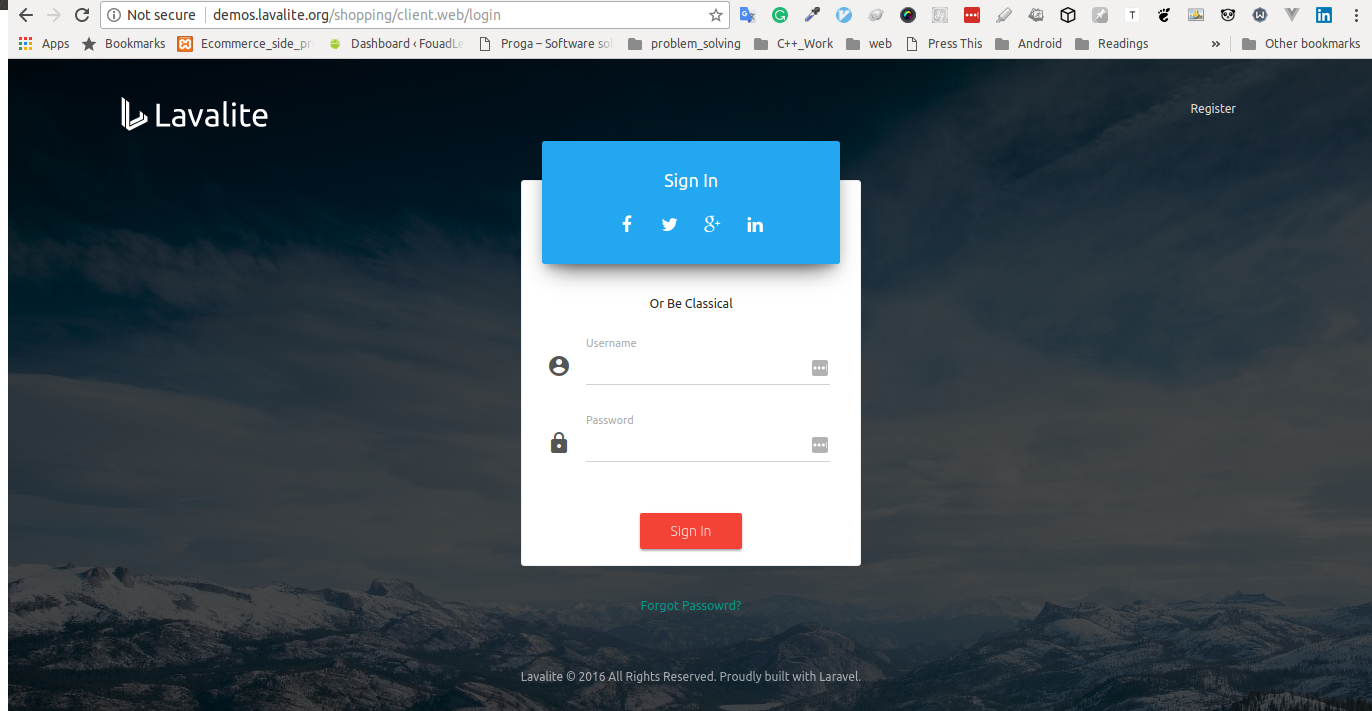 Not secure | demos.lavalite.org/shopping/client.web/login
Apps Bookmarks Ecommerce_side_pr Dashboard ‹ FouadLe Proga – Software sol problem_solving C++_Work web Press This Android Readings » Other bookmarks
Lavalite
Register
Sign In
Or Be Classical
Username
Password
Sign In
Forgot Passowrd?
Lavalite © 2016 All Rights Reserved. Proudly built with Laravel.